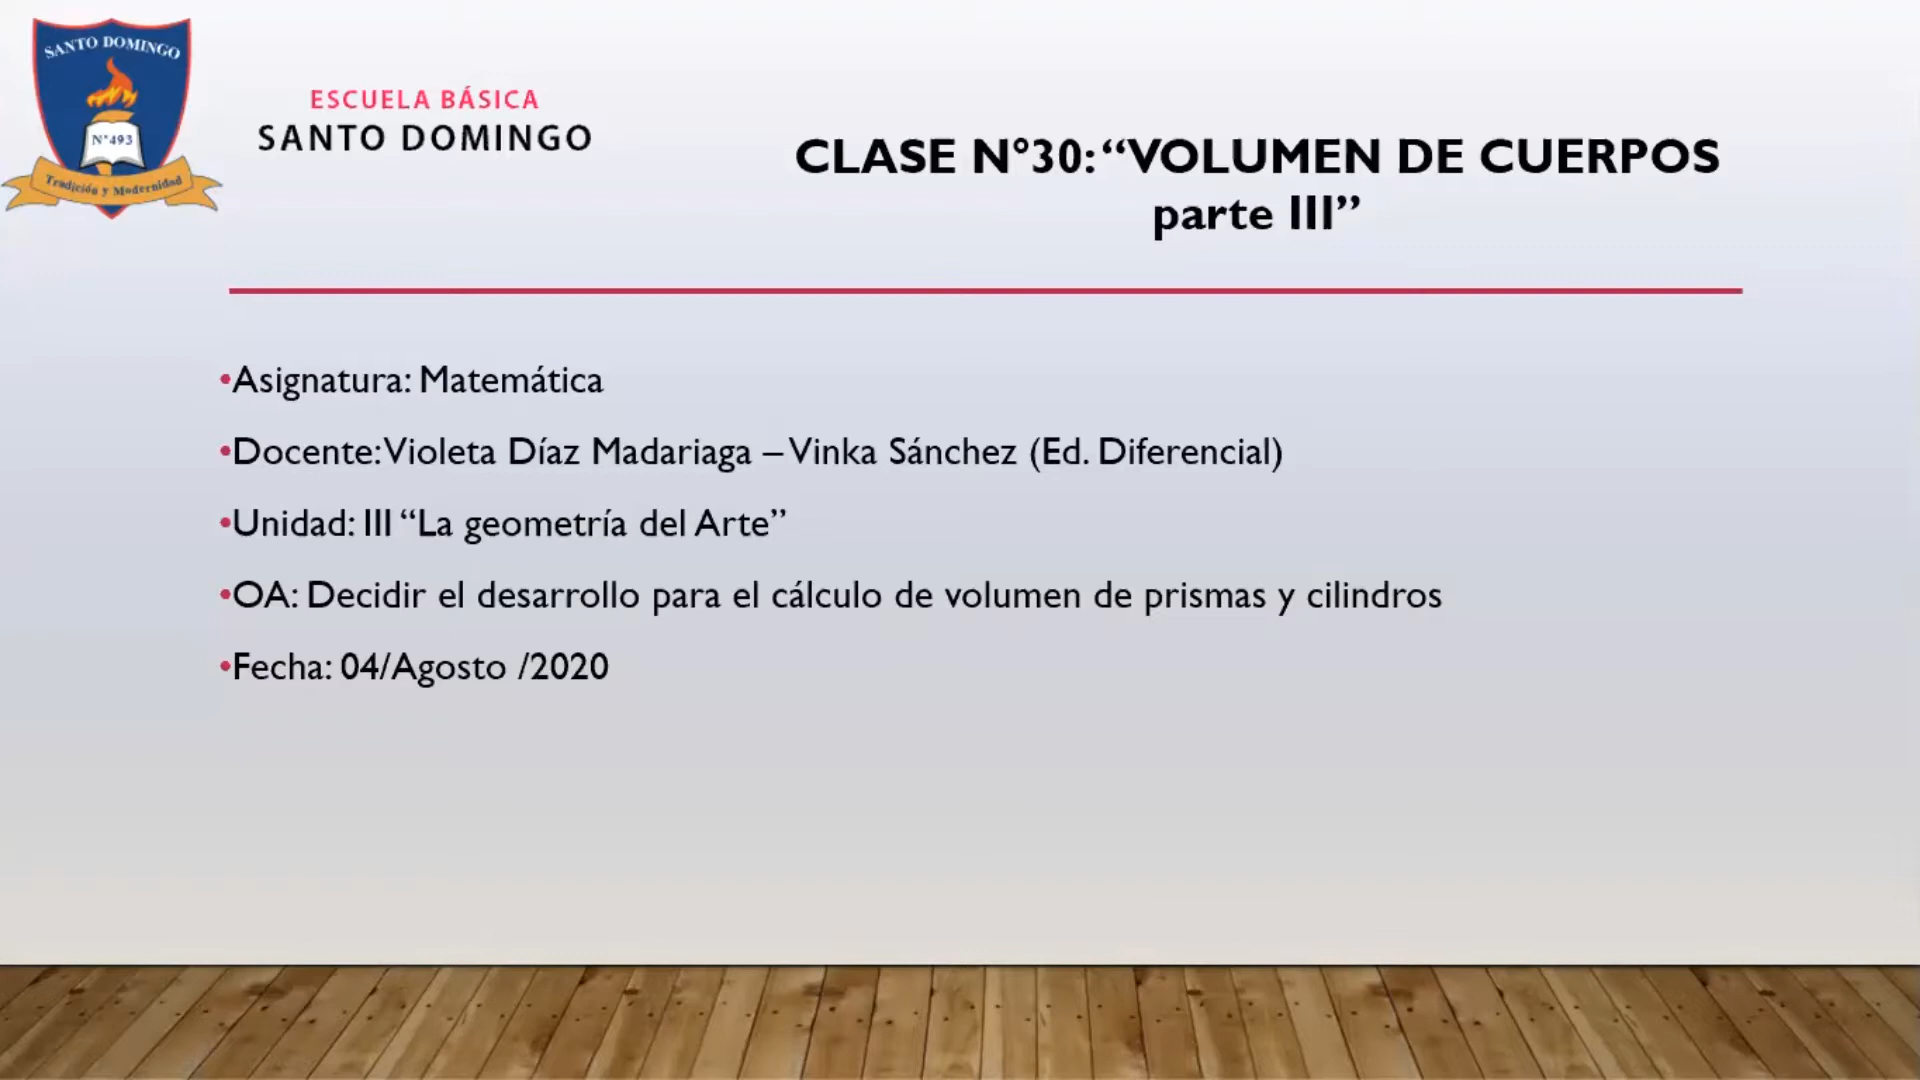 SANTO DOMINGO
N°493
Tradición y Modernidad
ESCUELA BÁSICA
SANTO DOMINGO
CLASE N°30: “VOLUMEN DE CUERPOS
parte III”
•Asignatura: Matemática
•Docente: Violeta Díaz Madariaga – Vinka Sánchez (Ed. Diferencial)
•Unidad: III “La geometría del Arte”
•OA: Decidir el desarrollo para el cálculo de volumen de prismas y cilindros
•Fecha: 04/Agosto /2020